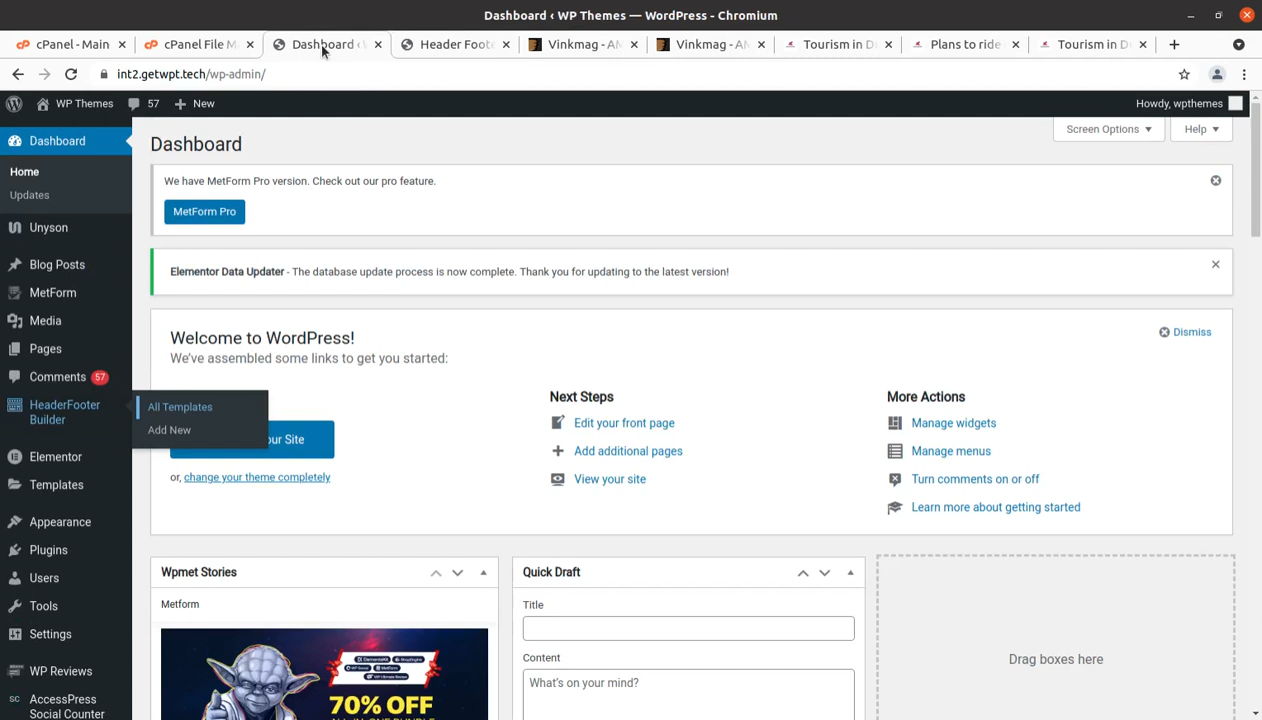 Dashboard ‹ WP Themes — WordPress - Chromium
cPanel - Main
cPanel File M
Dashboard ‹
Header Foot
Vinkmag - A
Vinkmag - A
Tourism in D
Plans to ride
Tourism in D
int2.getwpt.tech/wp-admin/
WP Themes
57
New
Howdy, wpthemes
Dashboard
Home
Updates
Unyson
Blog Posts
MetForm
Media
Pages
Comments 57
HeaderFooter
Builder
All Templates
Add New
Elementor
Templates
Appearance
Plugins
Users
Tools
Settings
WP Reviews
SC AccessPress
Social Counter
Dashboard
Screen Options
Help
We have MetForm Pro version. Check out our pro feature.
MetForm Pro
Elementor Data Updater - The database update process is now complete. Thank you for updating to the latest version!
Welcome to WordPress!
Dismiss
We've assembled some links to get you started:
our Site
or, change your theme completely
Next Steps
Edit your front page
Add additional pages
View your site
More Actions
Manage widgets
Manage menus
Turn comments on or off
Learn more about getting started
Wpmet Stories
Metform
70% OFF
Quick Draft
Title
Content
What's on your mind?
Drag boxes here